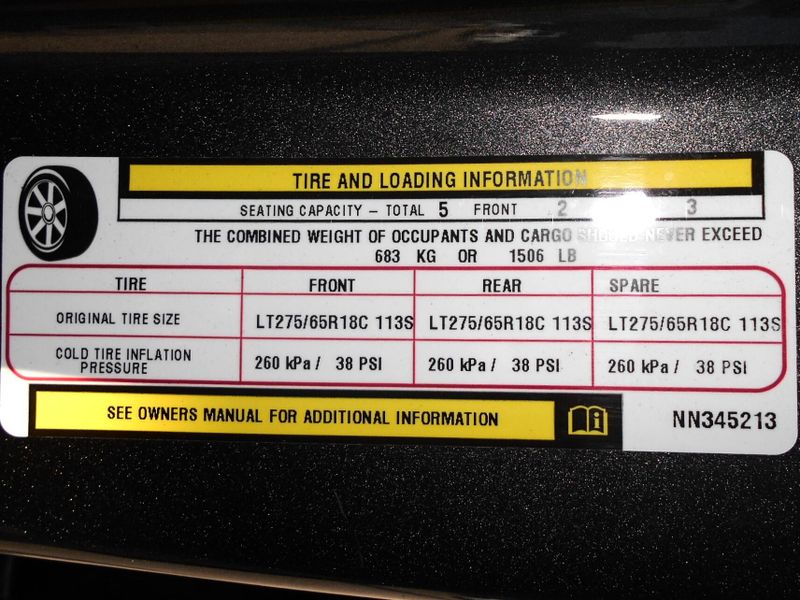 TIRE AND LOADING INFORMATION
SEATING CAPACITY – TOTAL 5 FRONT 2 3
THE COMBINED WEIGHT OF OCCUPANTS AND CARGO SHOULD NEVER EXCEED
683 KG OR 1506 LB
TIRE FRONT REAR SPARE
ORIGINAL TIRE SIZE LT275/65R18C 113S LT275/65R18C 113S LT275/65R18C 113S
COLD TIRE INFLATION
PRESSURE 260 kPa / 38 PSI 260 kPa / 38 PSI 260 kPa / 38 PSI
SEE OWNERS MANUAL FOR ADDITIONAL INFORMATION
NN345213